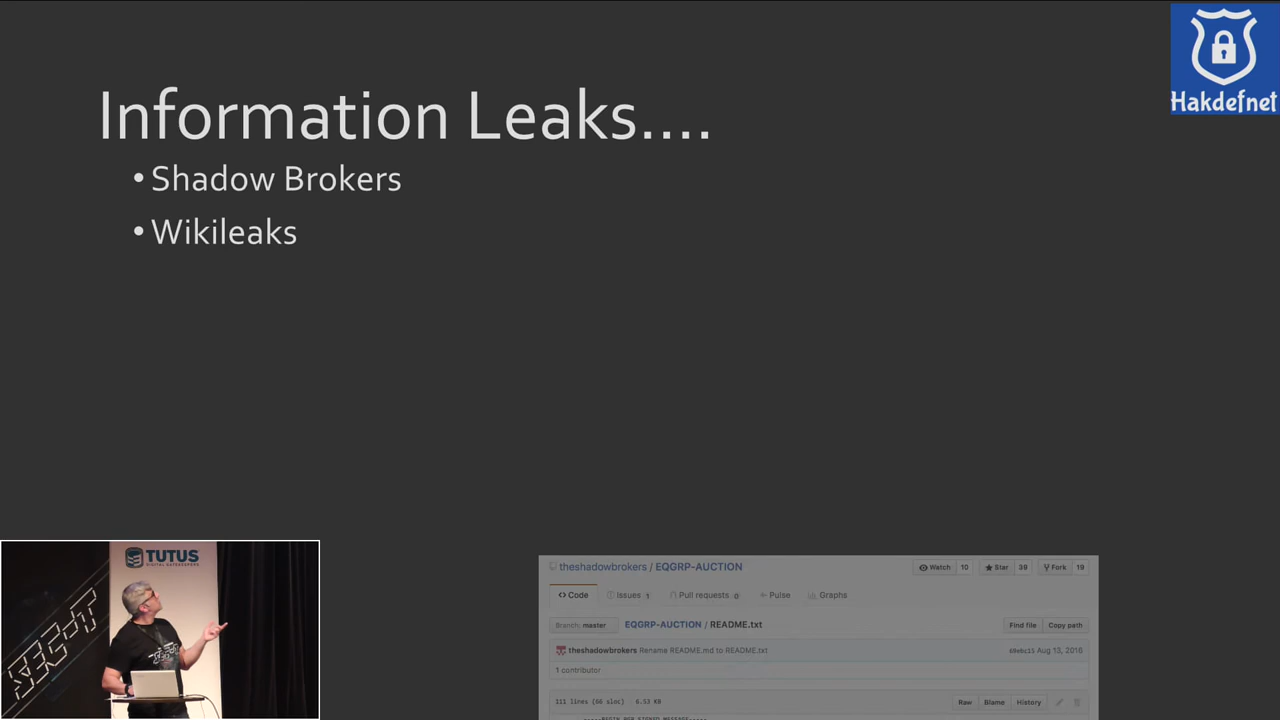 Information Leaks....
• Shadow Brokers
• Wikileaks
Hakdefnet
TUTUS
DIGITAL GATEKEEPERS
theshadowbrokers / EQGRP-AUCTION
Watch 10 Star 39 Fork 19
Code Issues 1 Pull requests 0 Pulse Graphs
Branch: master EQGRP-AUCTION / README.txt Find file Copy path
theshadowbrokers Rename README.md to README.txt Aug 13, 2016
1 contributor
111 lines (60 sloc) 6.53 KB Raw Blame History